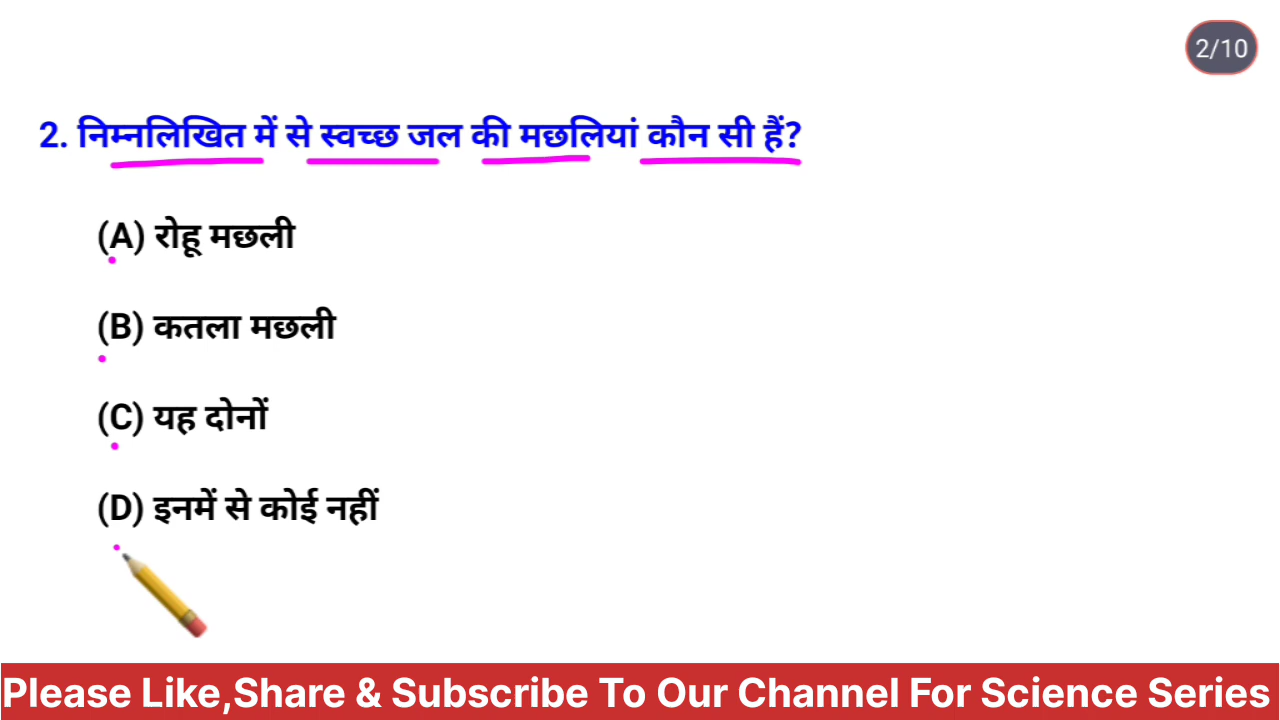 2/10
2. निम्नलिखित में से स्वच्छ जल की मछलियां कौन सी हैं?
(A) रोहू मछली
(B) कतला मछली
(C) यह दोनों
(D) इनमें से कोई नहीं
Please Like,Share & Subscribe To Our Channel For Science Series